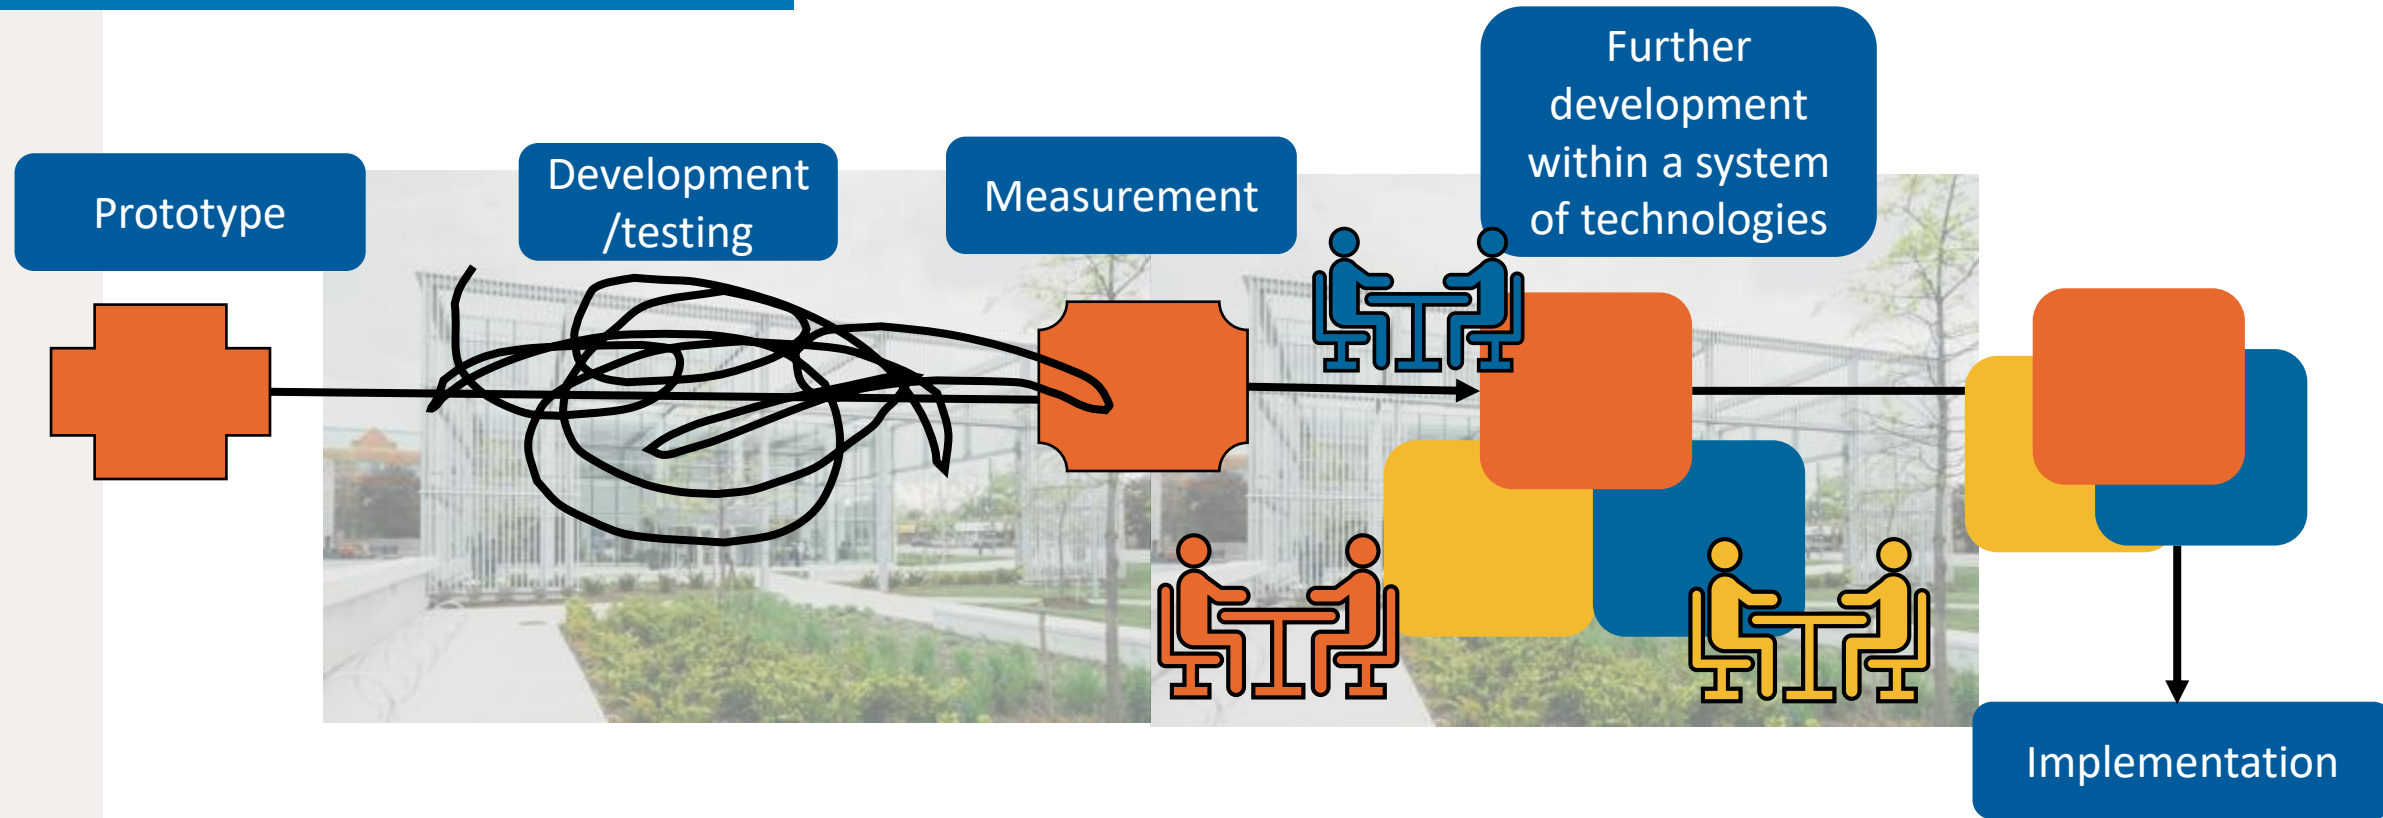 Prototype
Development
/testing
Measurement
Further
development
within a system
of technologies
Implementation